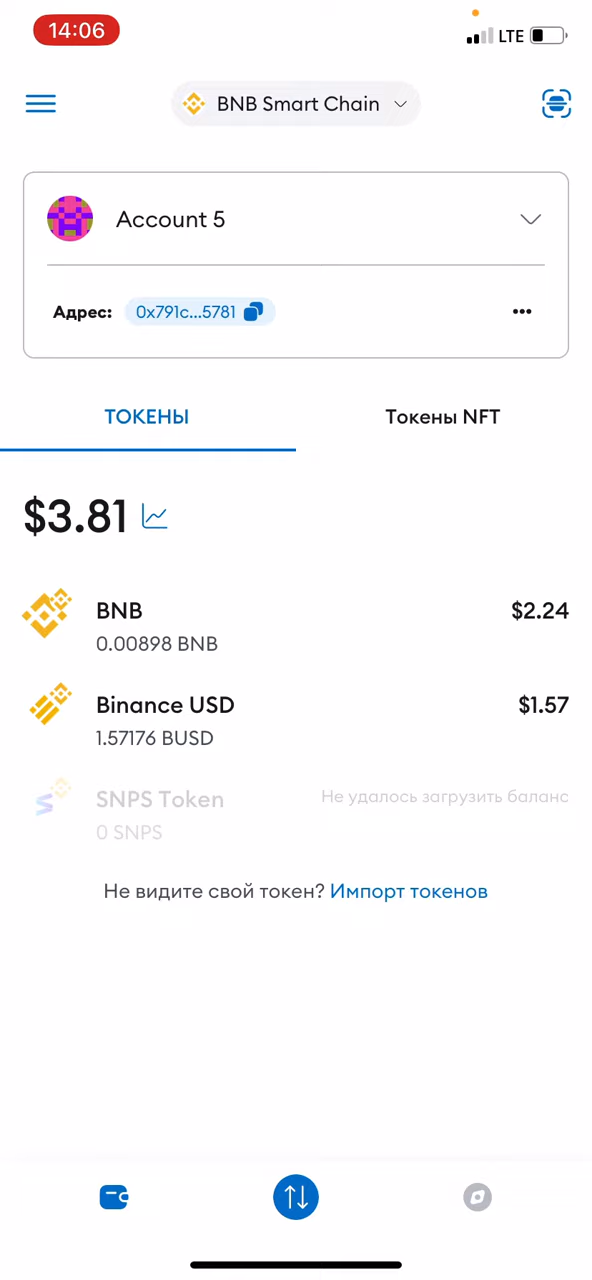 14:06
LTE
BNB Smart Chain
Account 5
Адрес: 0x791c...5781
ТОКЕНЫ
Токены NFT
$3.81
BNB
$2.24
0.00898 BNB
Binance USD
$1.57
1.57176 BUSD
SNPS Token
Не удалось загрузить баланс
0 SNPS
Не видите свой токен? Импорт токенов